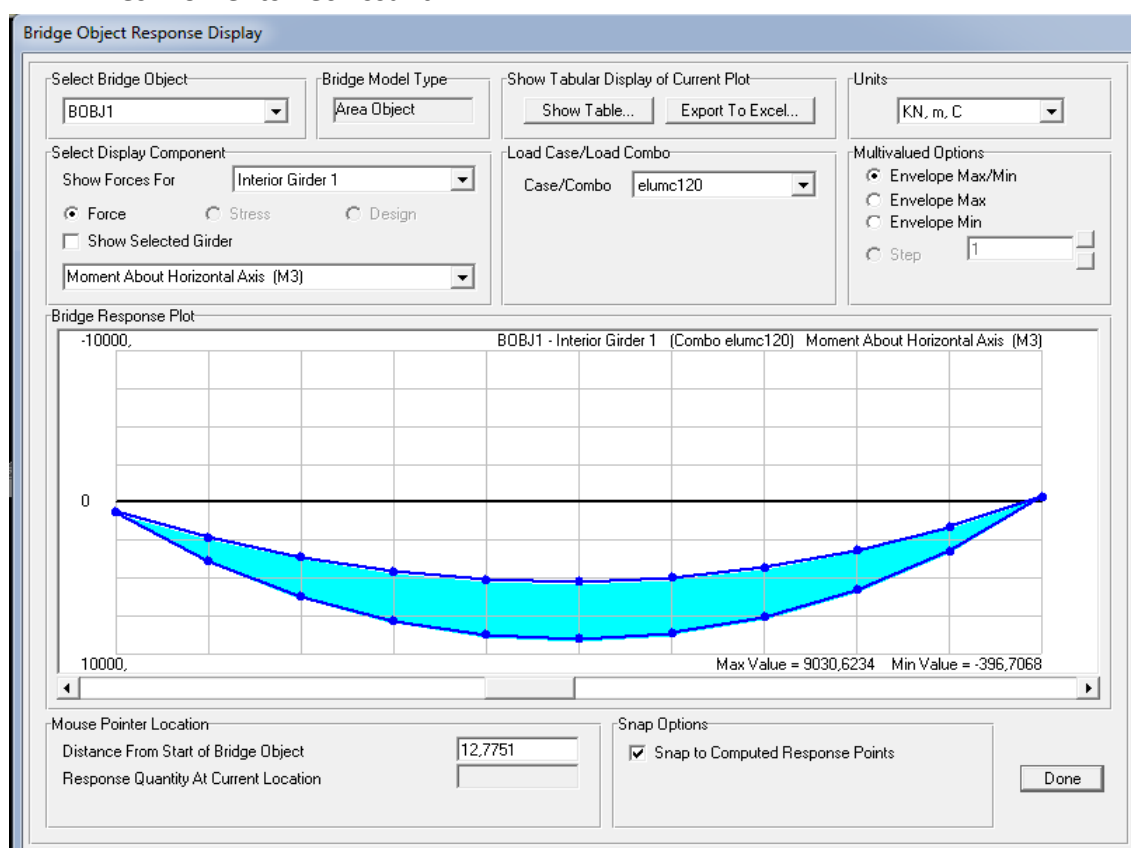 Bridge Object Response Display
Select Bridge Object
BOBJ1
Bridge Model Type
Area Object
Show Tabular Display of Current Plot
Show Table...
Export To Excel...
Units
KN, m, C
Select Display Component
Show Forces For
Interior Girder 1
Force
Stress
Design
Show Selected Girder
Moment About Horizontal Axis (M3)
Load Case/Load Combo
Case/Combo
elumc120
Multivalued Options
Envelope Max/Min
Envelope Max
Envelope Min
Step
1
Bridge Response Plot
-10000,
BOBJ1 - Interior Girder 1 (Combo elumc120) Moment About Horizontal Axis (M3)
0
10000,
Max Value = 9030,6234 Min Value = -396,7068
Mouse Pointer Location
Distance From Start of Bridge Object
12,7751
Response Quantity At Current Location
Snap Options
Snap to Computed Response Points
Done